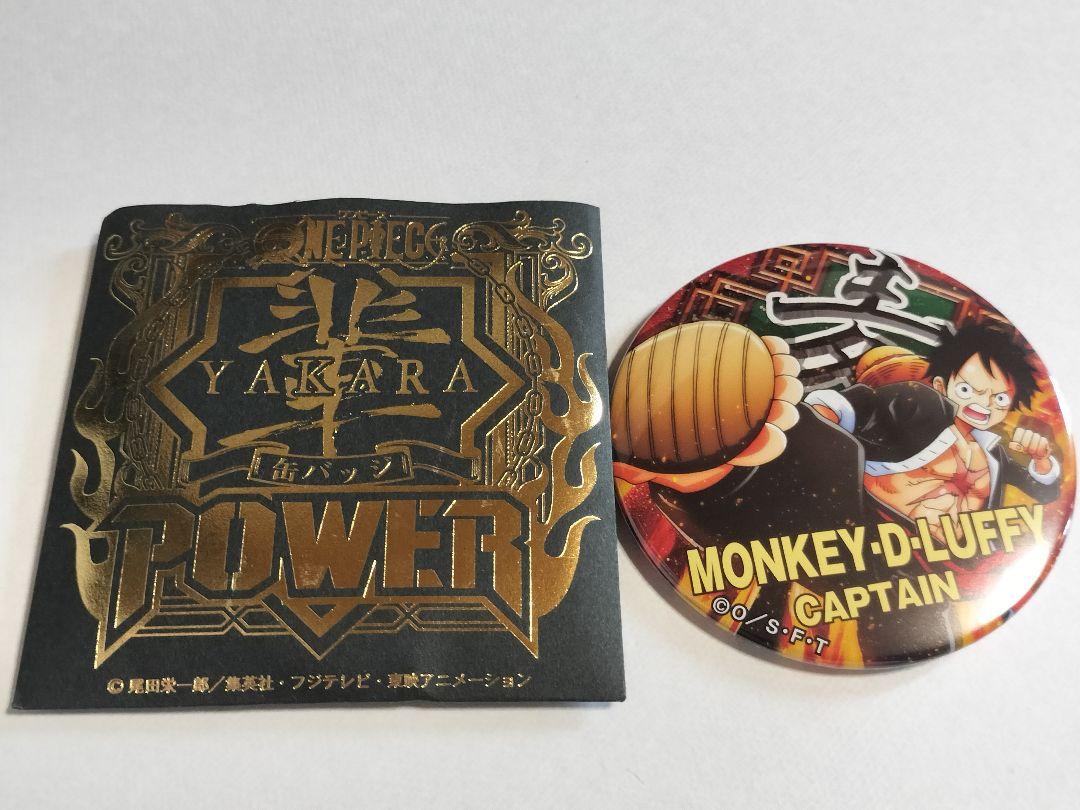 ワンピース
ONE PIECE
輩
YAKARA
缶バッジ
POWER
©尾田栄一郎/集英社・フジテレビ・東映アニメーション
MONKEY・D・LUFFY
CAPTAIN
©O/S・F・T